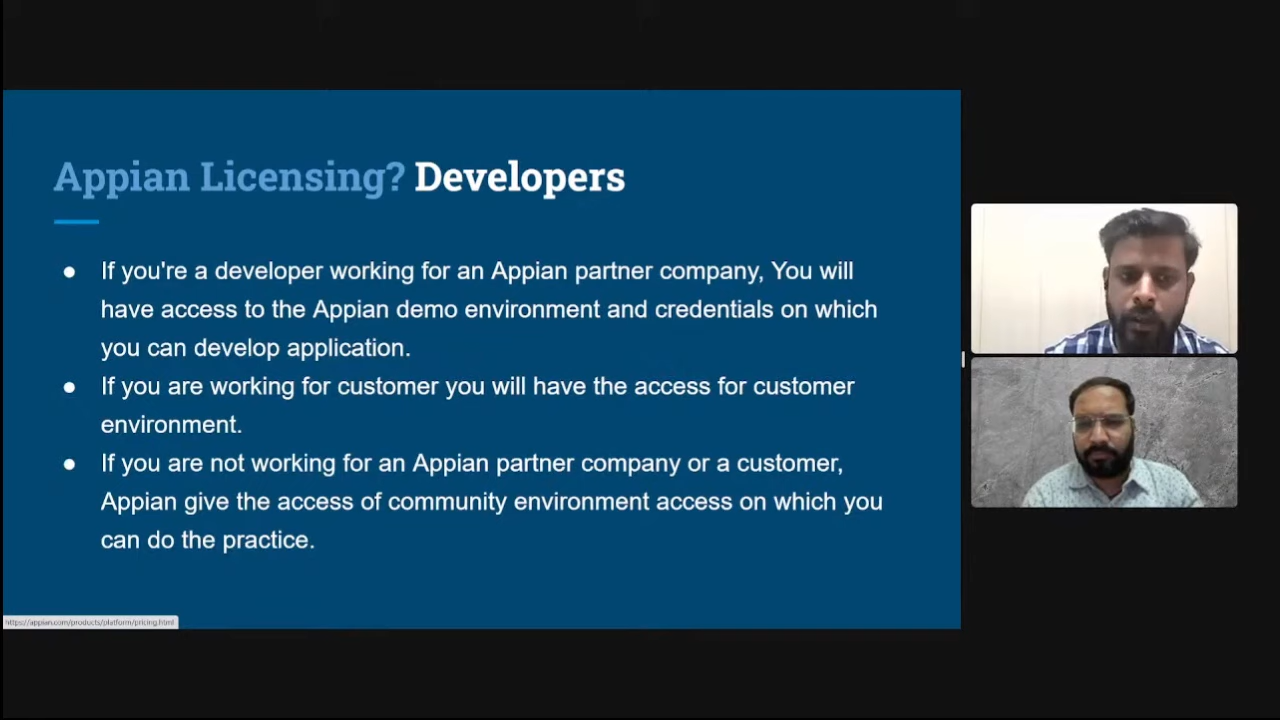 Appian Licensing? Developers
● If you're a developer working for an Appian partner company, You will
have access to the Appian demo environment and credentials on which
you can develop application.
● If you are working for customer you will have the access for customer
environment.
● If you are not working for an Appian partner company or a customer,
Appian give the access of community environment access on which you
can do the practice.
https://appian.com/products/platform/pricing.html